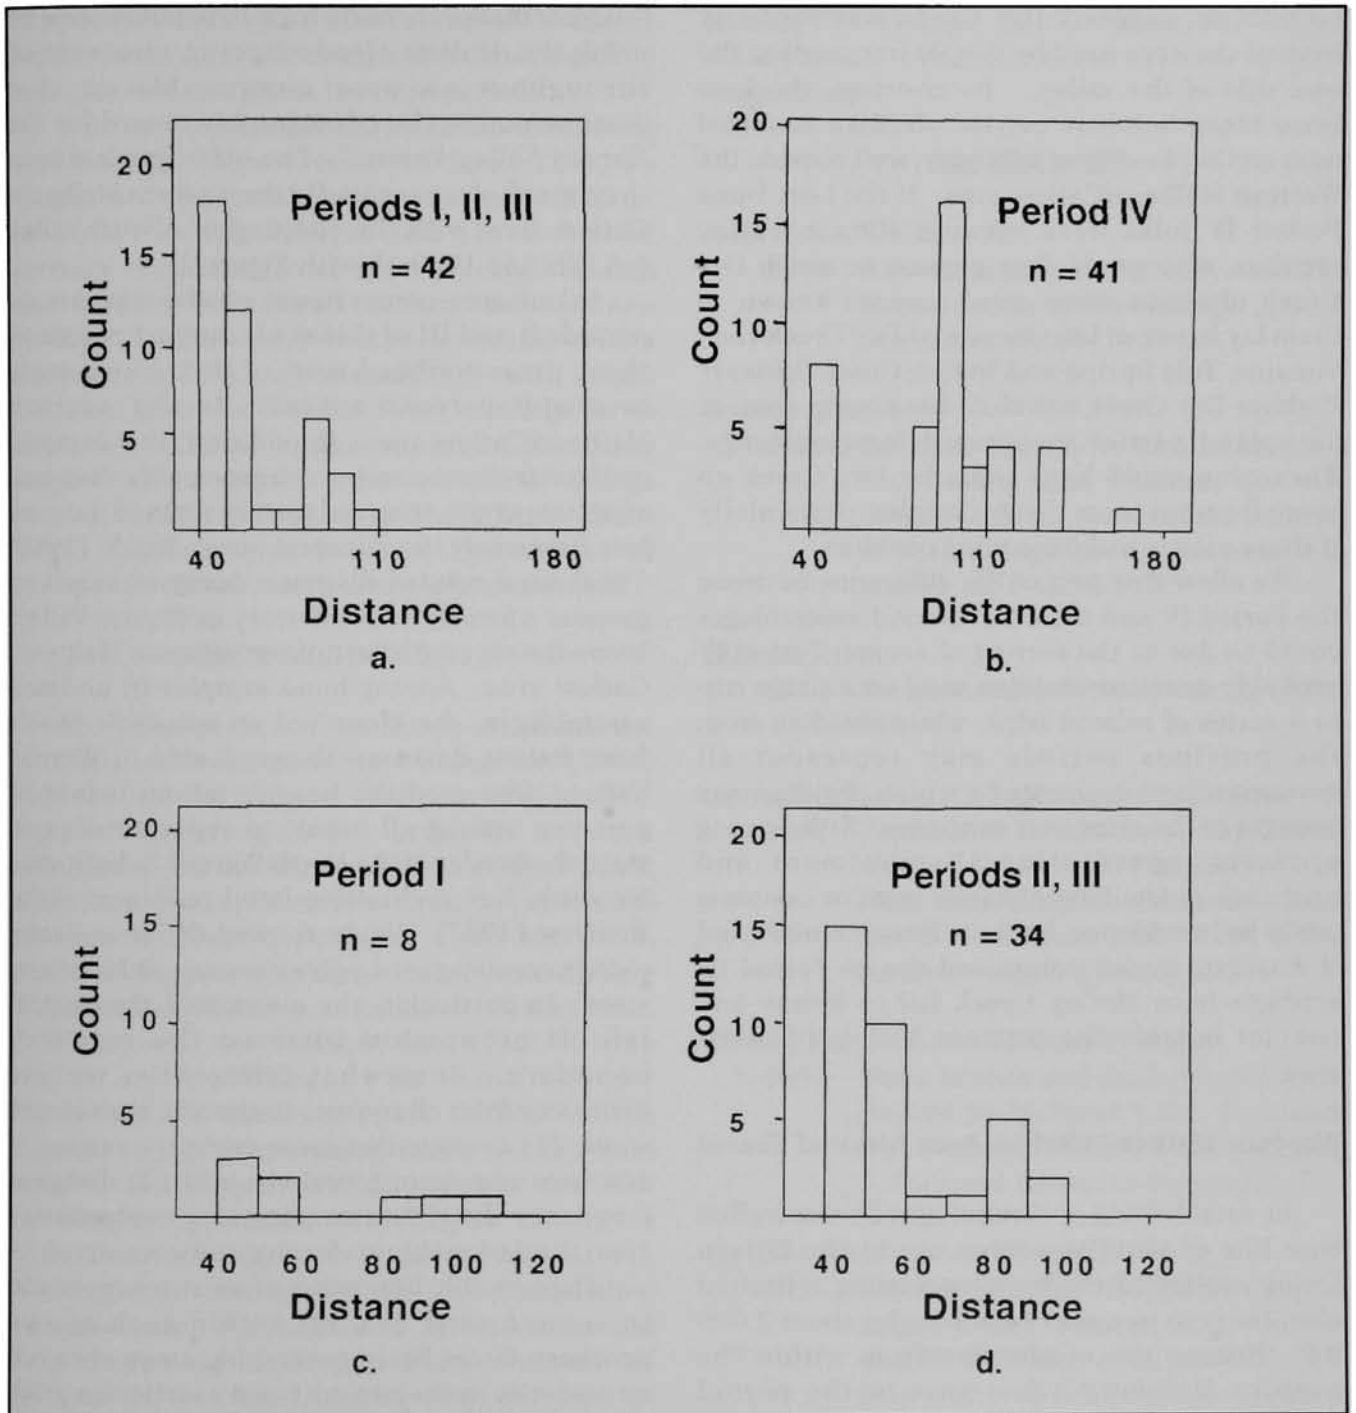 Periods I, II, III
n = 42
Count
20
15
10
5
40 110 180
Distance
a.
Period IV
n = 41
Count
20
15
10
5
40 110 180
Distance
b.
Period I
n = 8
Count
20
15
10
5
40 60 80 100 120
Distance
c.
Periods II, III
n = 34
Count
20
15
10
5
40 60 80 100 120
Distance
d.